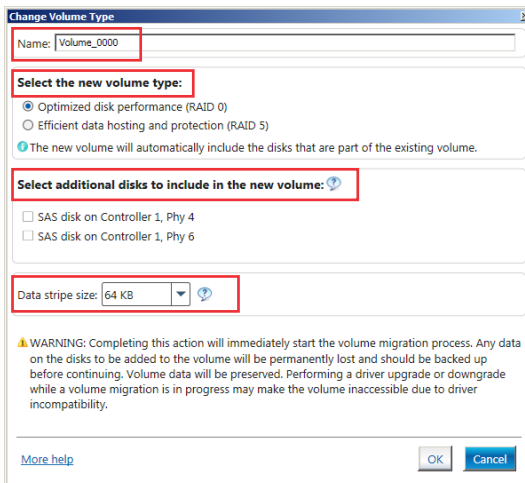 Change Volume Type
Name: Volume_0000
Select the new volume type:
Optimized disk performance (RAID 0)
Efficient data hosting and protection (RAID 5)
The new volume will automatically include the disks that are part of the existing volume.
Select additional disks to include in the new volume:
SAS disk on Controller 1, Phy 4
SAS disk on Controller 1, Phy 6
Data stripe size: 64 KB
WARNING: Completing this action will immediately start the volume migration process. Any data
on the disks to be added to the volume will be permanently lost and should be backed up
before continuing. Volume data will be preserved. Performing a driver upgrade or downgrade
while a volume migration is in progress may make the volume inaccessible due to driver
incompatibility.
More help
OK
Cancel